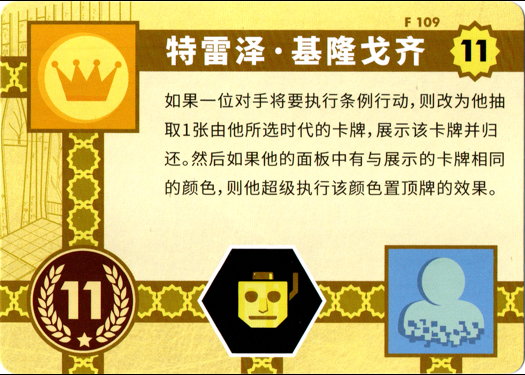 F 109
特雷泽·基隆戈齐 11
如果一位对手将要执行条例行动，则改为他抽
取1张由他所选时代的卡牌，展示该卡牌并归
还。然后如果他的面板中有与展示的卡牌相同
的颜色，则他超级执行该颜色置顶牌的效果。
11